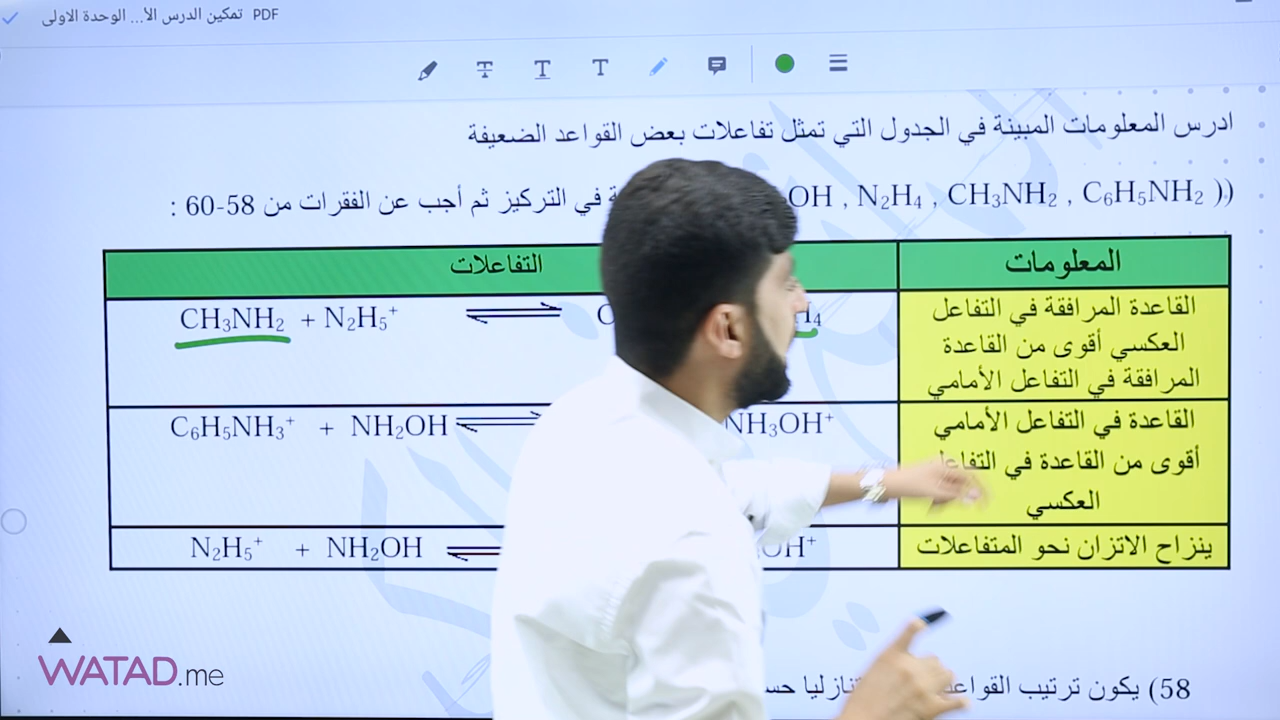 تمكين الدرس الأ... الوحدة الاولى PDF
ادرس المعلومات المبينة في الجدول التي تمثل تفاعلات بعض القواعد الضعيفة
(( C₆H₅NH₂ , CH₃NH₂ , N₂H₄ , OH في التركيز ثم أجب عن الفقرات من 58-60 :
المعلومات التفاعلات
القاعدة المرافقة في التفاعل
العكسي أقوى من القاعدة
المرافقة في التفاعل الأمامي
CH₃NH₂ + N₂H₅⁺ ⇌
القاعدة في التفاعل الأمامي
أقوى من القاعدة في التفاعل
العكسي
C₆H₅NH₃⁺ + NH₂OH ⇌ NH₃OH⁺
ينزاح الاتزان نحو المتفاعلات
N₂H₅⁺ + NH₂OH ⇌ OH⁺
58) يكون ترتيب القواعد تنازليا
WATAD.me